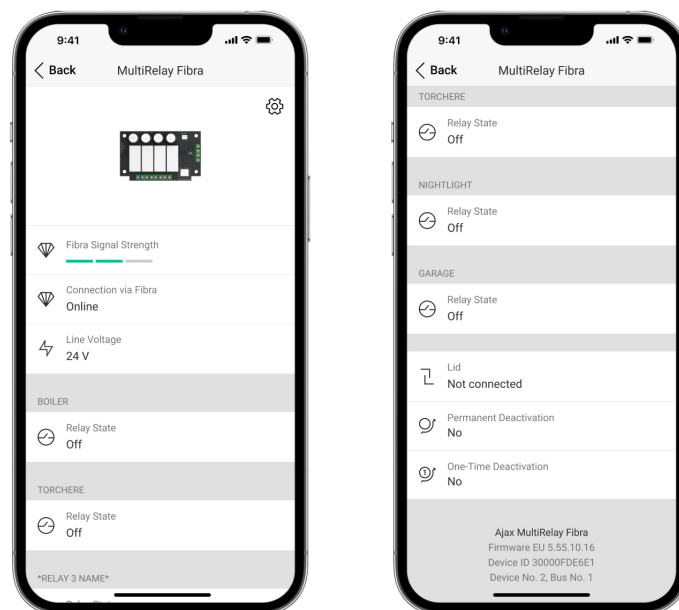 9:41
Back
MultiRelay Fibra
Fibra Signal Strength
Connection via Fibra
Online
Line Voltage
24 V
BOILER
Relay State
Off
TORCHERE
Relay State
Off
*RELAY 3 NAME*
Relay State
9:41
Back
MultiRelay Fibra
TORCHERE
Relay State
Off
NIGHTLIGHT
Relay State
Off
GARAGE
Relay State
Off
Lid
Not connected
Permanent Deactivation
No
One-Time Deactivation
No
Ajax MultiRelay Fibra
Firmware EU 5.55.10.16
Device ID 30000FDE6E1
Device No. 2, Bus No. 1